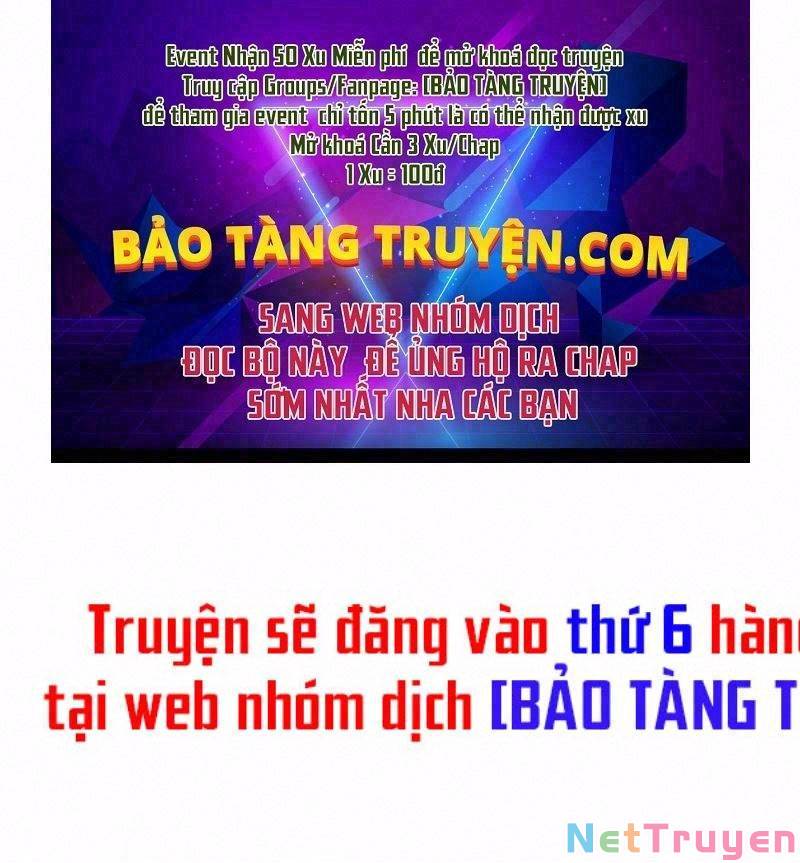 Event Nhận 50 Xu Miễn phí để mở khoá đọc truyện
Truy cập Groups/Fanpage: [BẢO TÀNG TRUYỆN]
để tham gia event chỉ tốn 5 phút là có thể nhận được xu
Mở khoá Cần 3 Xu/Chap
1 Xu = 100đ
BẢO TÀNG TRUYỆN.COM
SANG WEB NHÓM DỊCH
ĐỌC BỘ NÀY ĐỂ ỦNG HỘ RA CHAP
SỚM NHẤT NHA CÁC BẠN
Truyện sẽ đăng vào thứ 6 hàn
tại web nhóm dịch [BẢO TÀNG T
NetTruyen